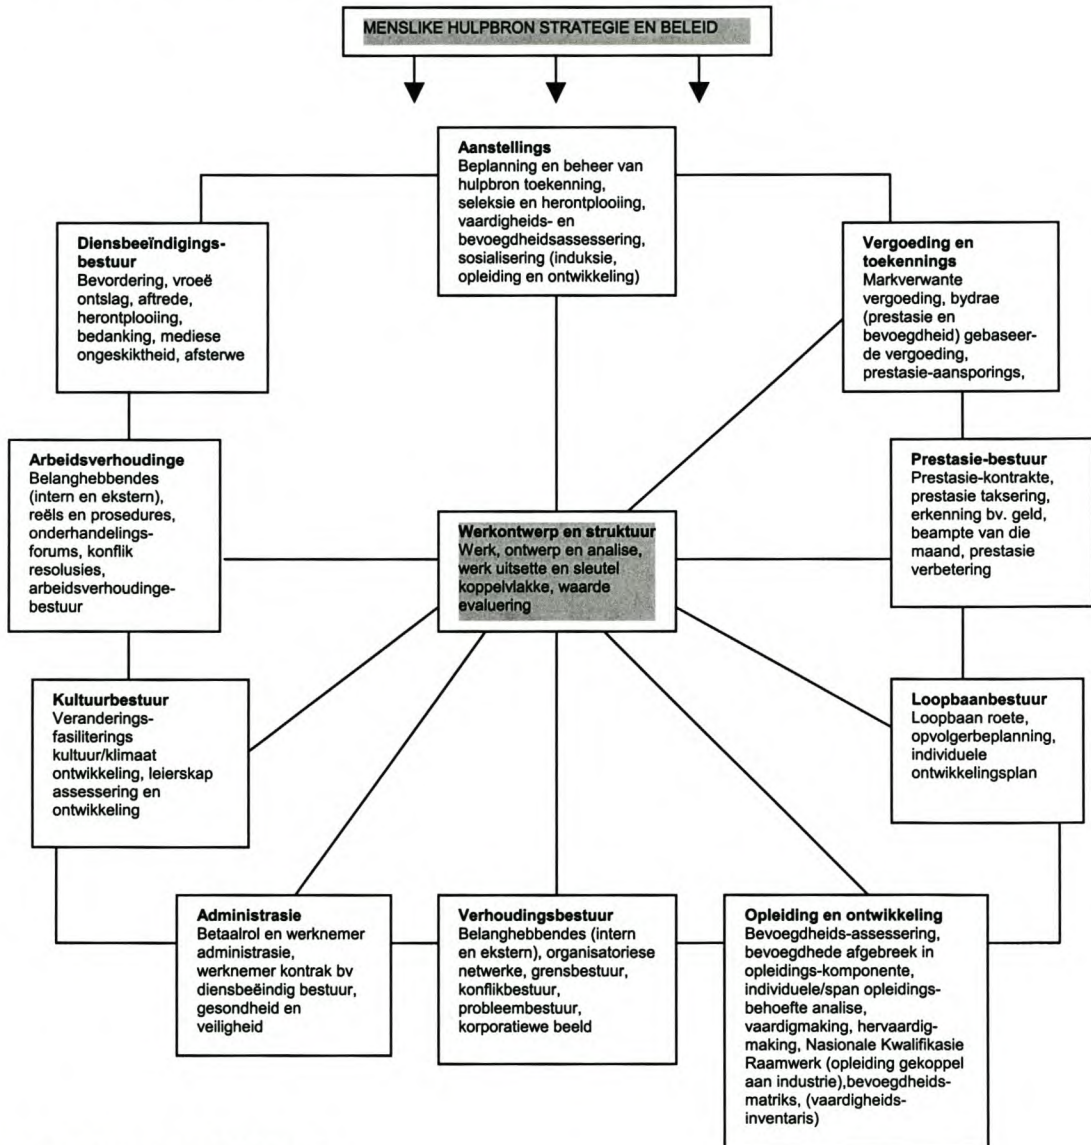 MENSLIKE HULPBRON STRATEGIE EN BELEID
Aanstellings
Beplanning en beheer van
hulpbron toekenning,
seleksie en herontplooiing,
vaardigheids- en
bevoegdheidsassessering,
sosialisering (induksie,
opleiding en ontwikkeling)
Diensbeeïndigings-
bestuur
Bevordering, vroeë
ontslag, aftrede,
herontplooiing,
bedanking, mediese
ongeskiktheid, afsterwe
Vergoeding en
toekennings
Markverwante
vergoeding, bydrae
(prestasie en
bevoegdheid) gebaseer-
de vergoeding,
prestasie-aansporings,
Arbeidsverhoudinge
Belanghebbendes
(intern en ekstern),
reëls en prosedures,
onderhandelings-
forums, konflik
resolusies,
arbeidsverhoudinge-
bestuur
Werkontwerp en struktuur
Werk, ontwerp en analise,
werk uitsette en sleutel
koppelvlakke, waarde
evaluering
Prestasie-bestuur
Prestasie-kontrakte,
prestasie taksering,
erkenning bv. geld,
beampte van die
maand, prestasie
verbetering
Kultuurbestuur
Veranderings-
fasiliterings
kultuur/klimaat
ontwikkeling, leierskap
assessering en
ontwikkeling
Loopbaanbestuur
Loopbaan roete,
opvolgerbeplanning,
individuele
ontwikkelingsplan
Administrasie
Betaalrol en werknemer
administrasie,
werknemer kontrak bv
diensbeëindig bestuur,
gesondheid en
veiligheid
Verhoudingsbestuur
Belanghebbendes (intern
en ekstern), organisatoriese
netwerke, grensbestuur,
konflikbestuur,
probleembestuur,
korporatiewe beeld
Opleiding en ontwikkeling
Bevoegdheids-assessering,
bevoegdhede afgebreek in
opleidings-komponente,
individuele/span opleidings-
behoefte analise,
vaardigmaking, hervaardig-
making, Nasionale Kwalifikasie
Raamwerk (opleiding gekoppel
aan industrie),bevoegdheids-
matriks, (vaardigheids-
inventaris)